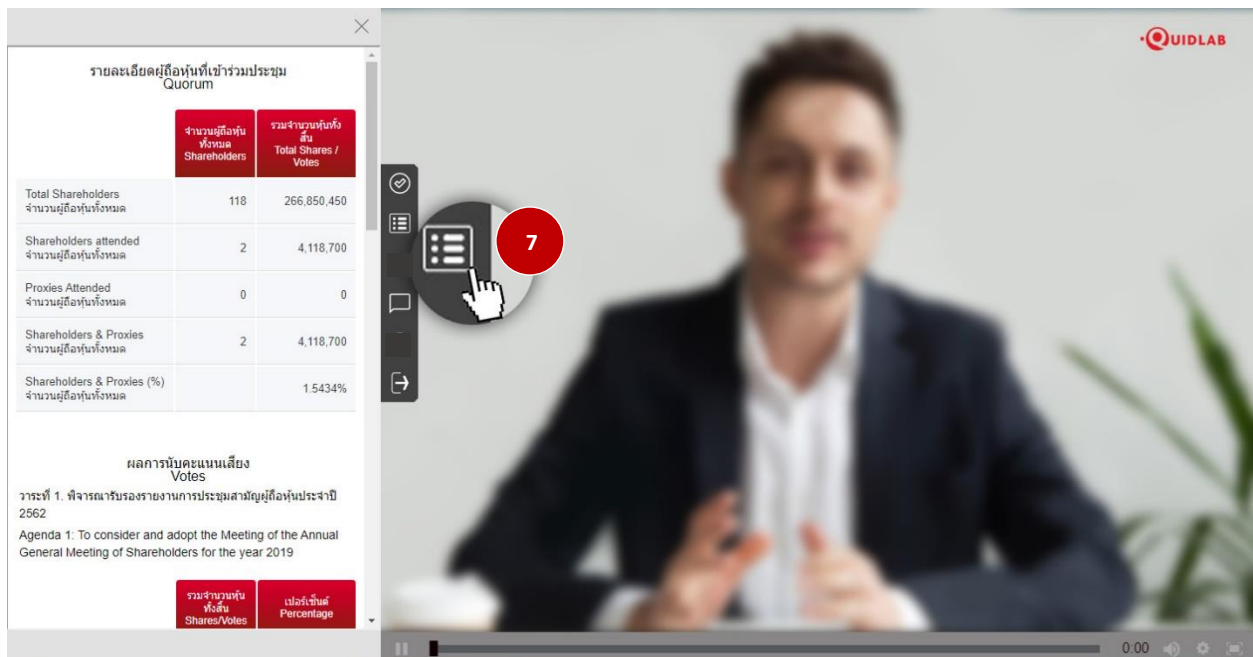 รายละเอียดผู้ถือหุ้นที่เข้าร่วมประชุม
Quorum
จำนวนผู้ถือหุ้น
ทั้งหมด
Shareholders
รวมจำนวนหุ้นทั้ง
สิ้น
Total Shares /
Votes
Total Shareholders
จำนวนผู้ถือหุ้นทั้งหมด
118
266,850,450
Shareholders attended
จำนวนผู้ถือหุ้นทั้งหมด
2
4,118,700
Proxies Attended
จำนวนผู้ถือหุ้นทั้งหมด
0
0
Shareholders & Proxies
จำนวนผู้ถือหุ้นทั้งหมด
2
4,118,700
Shareholders & Proxies (%)
จำนวนผู้ถือหุ้นทั้งหมด
1.5434%
ผลการนับคะแนนเสียง
Votes
วาระที่ 1. พิจารณารับรองรายงานการประชุมสามัญผู้ถือหุ้นประจำปี
2562
Agenda 1: To consider and adopt the Meeting of the Annual
General Meeting of Shareholders for the year 2019
รวมจำนวนหุ้น
ทั้งสิ้น
Shares/Votes
เปอร์เซ็นต์
Percentage
7
QUIDLAB
0:00